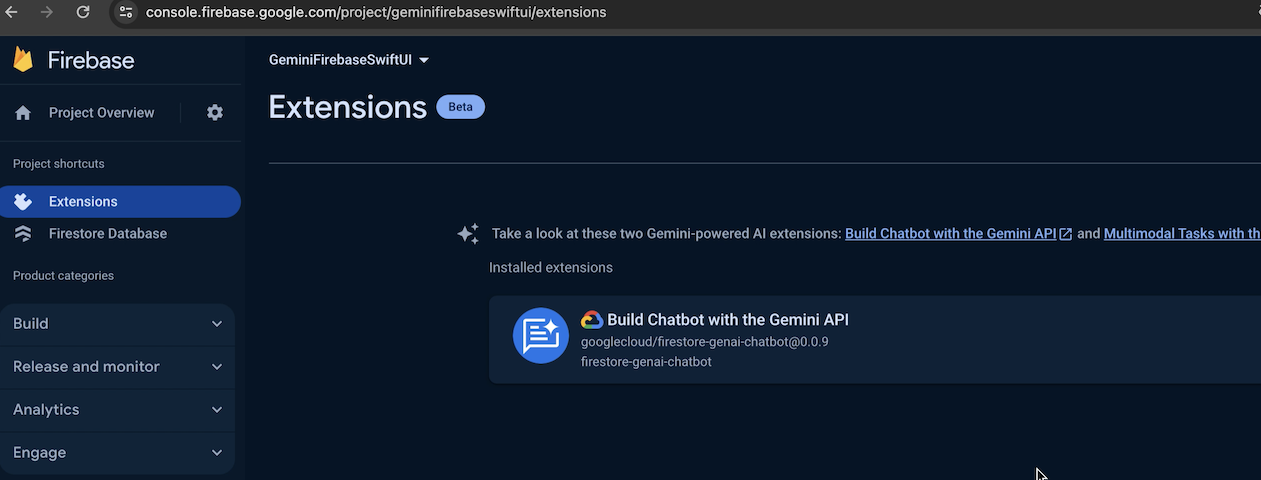 console.firebase.google.com/project/geminifirebaseswiftui/extensions
Firebase
GeminiFirebaseSwiftUI
Extensions Beta
Project Overview
Project shortcuts
Extensions
Firestore Database
Product categories
Build
Release and monitor
Analytics
Engage
Take a look at these two Gemini-powered AI extensions: Build Chatbot with the Gemini API and Multimodal Tasks with th
Installed extensions
Build Chatbot with the Gemini API
googlecloud/firestore-genai-chatbot@0.0.9
firestore-genai-chatbot